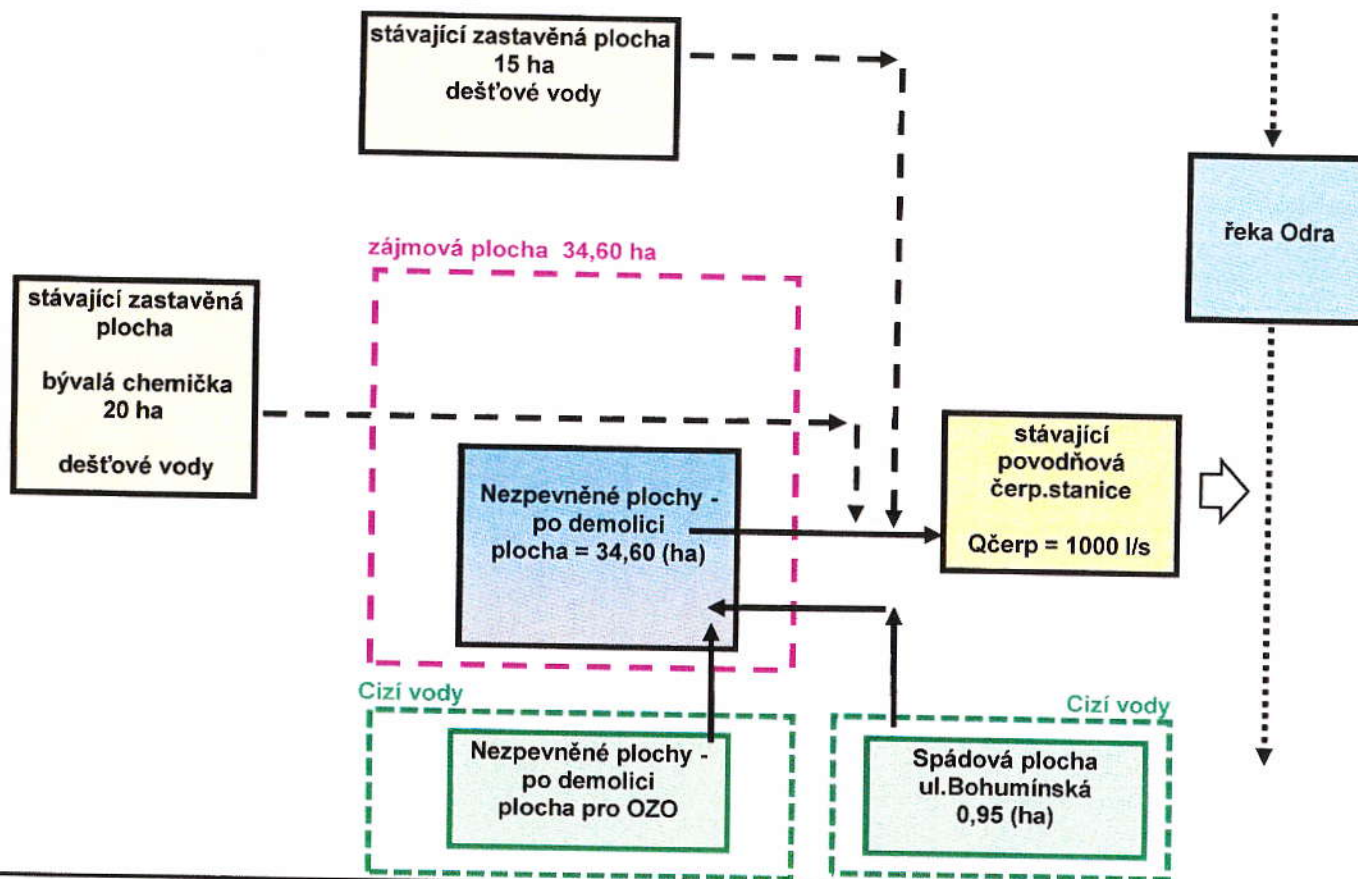 stávající zastavěná plocha
15 ha
dešťové vody
řeka Odra
zájmová plocha 34,60 ha
stávající zastavěná
plocha
bývalá chemička
20 ha
dešťové vody
Nezpevněné plochy -
po demolici
plocha = 34,60 (ha)
stávající
povodňová
čerp.stanice
Qčerp = 1000 l/s
Cizí vody
Nezpevněné plochy -
po demolici
plocha pro OZO
Cizí vody
Spádová plocha
ul.Bohumínská
0,95 (ha)